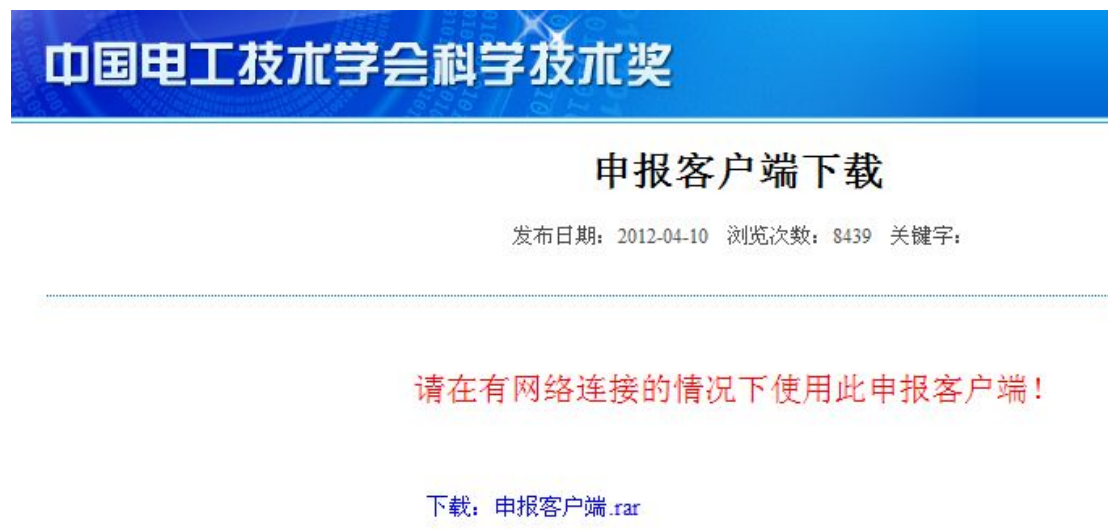 中国电工技术学会科学技术奖
申报客户端下载
发布日期：2012-04-10 浏览次数：8439 关键字：
请在有网络连接的情况下使用此申报客户端！
下载：申报客户端.rar